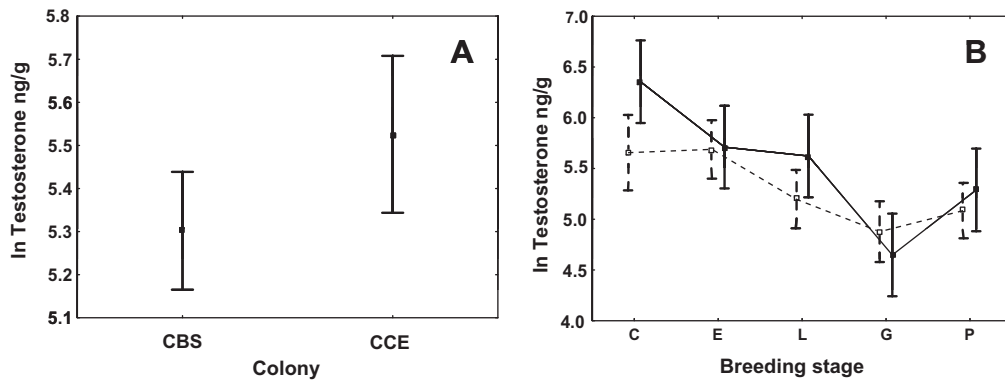 A
ln Testosterone ng/g
5.8
5.7
5.6
5.5
5.4
5.3
5.2
5.1
CBS CCE
Colony
B
ln Testosterone ng/g
7.0
6.5
6.0
5.5
5.0
4.5
4.0
C E L G P
Breeding stage